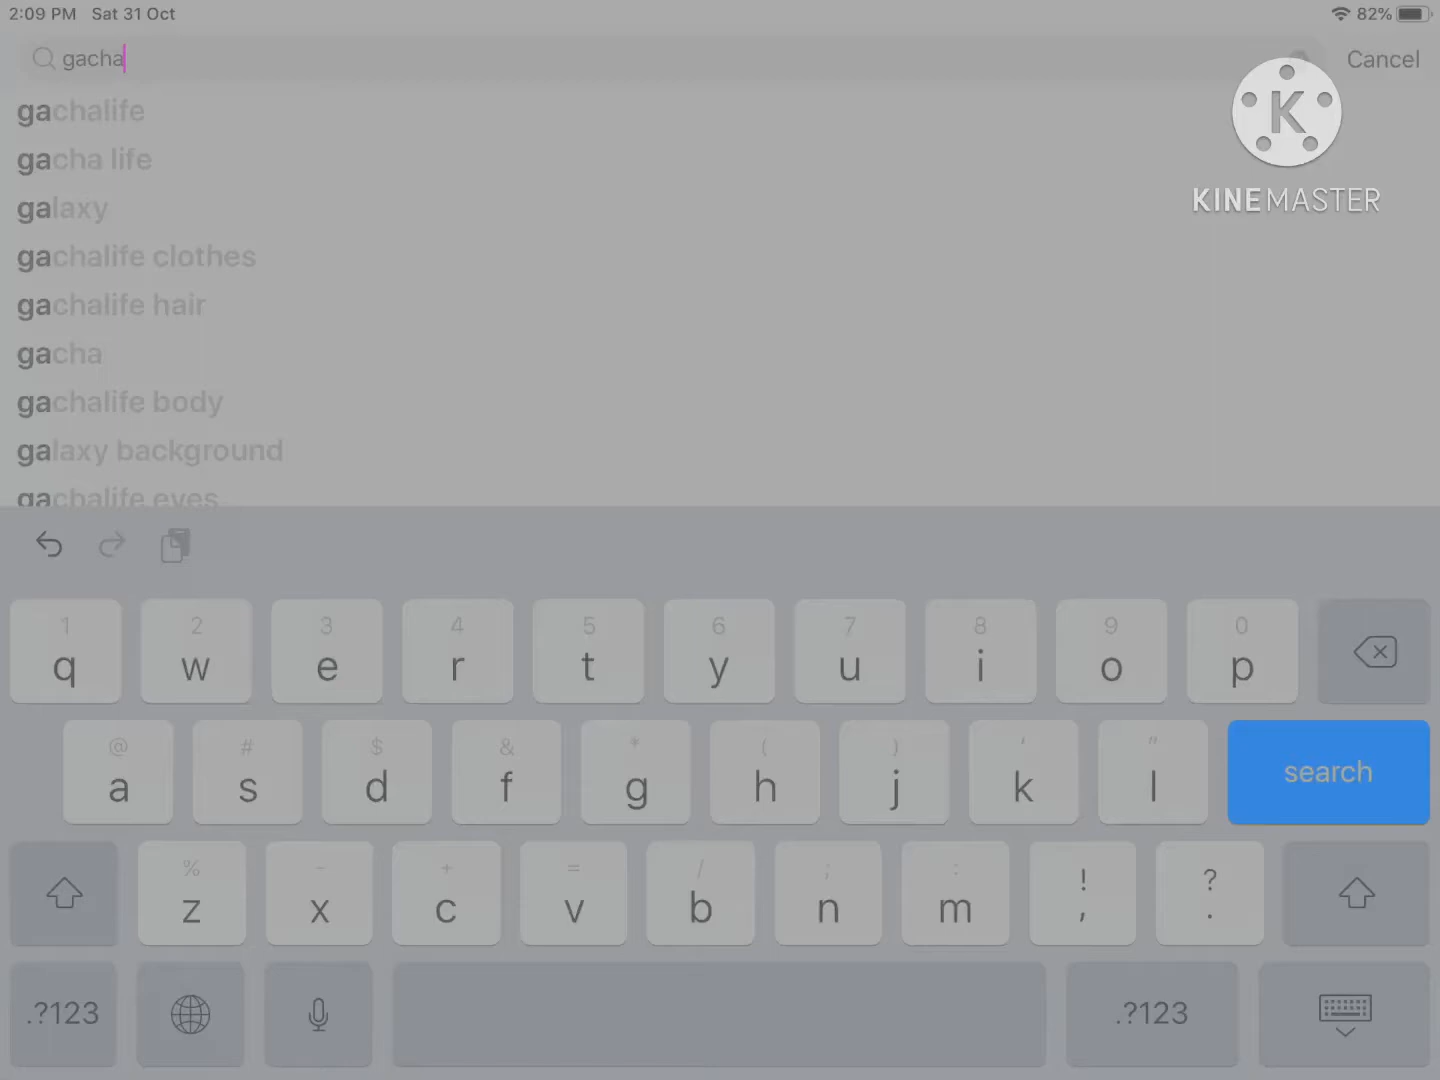 2:09 PM Sat 31 Oct 82%
gacha Cancel
gachalife
gacha life
galaxy
gachalife clothes
gachalife hair
gacha
gachalife body
galaxy background
gachalife eyes
K
KINEMASTER
1 2 3 4 5 6 7 8 9 0
q w e r t y u i o p
@ # $ & * ( ) ' "
a s d f g h j k l search
% - + = / ; : ! ?
z x c v b n m , .
.?123 .?123